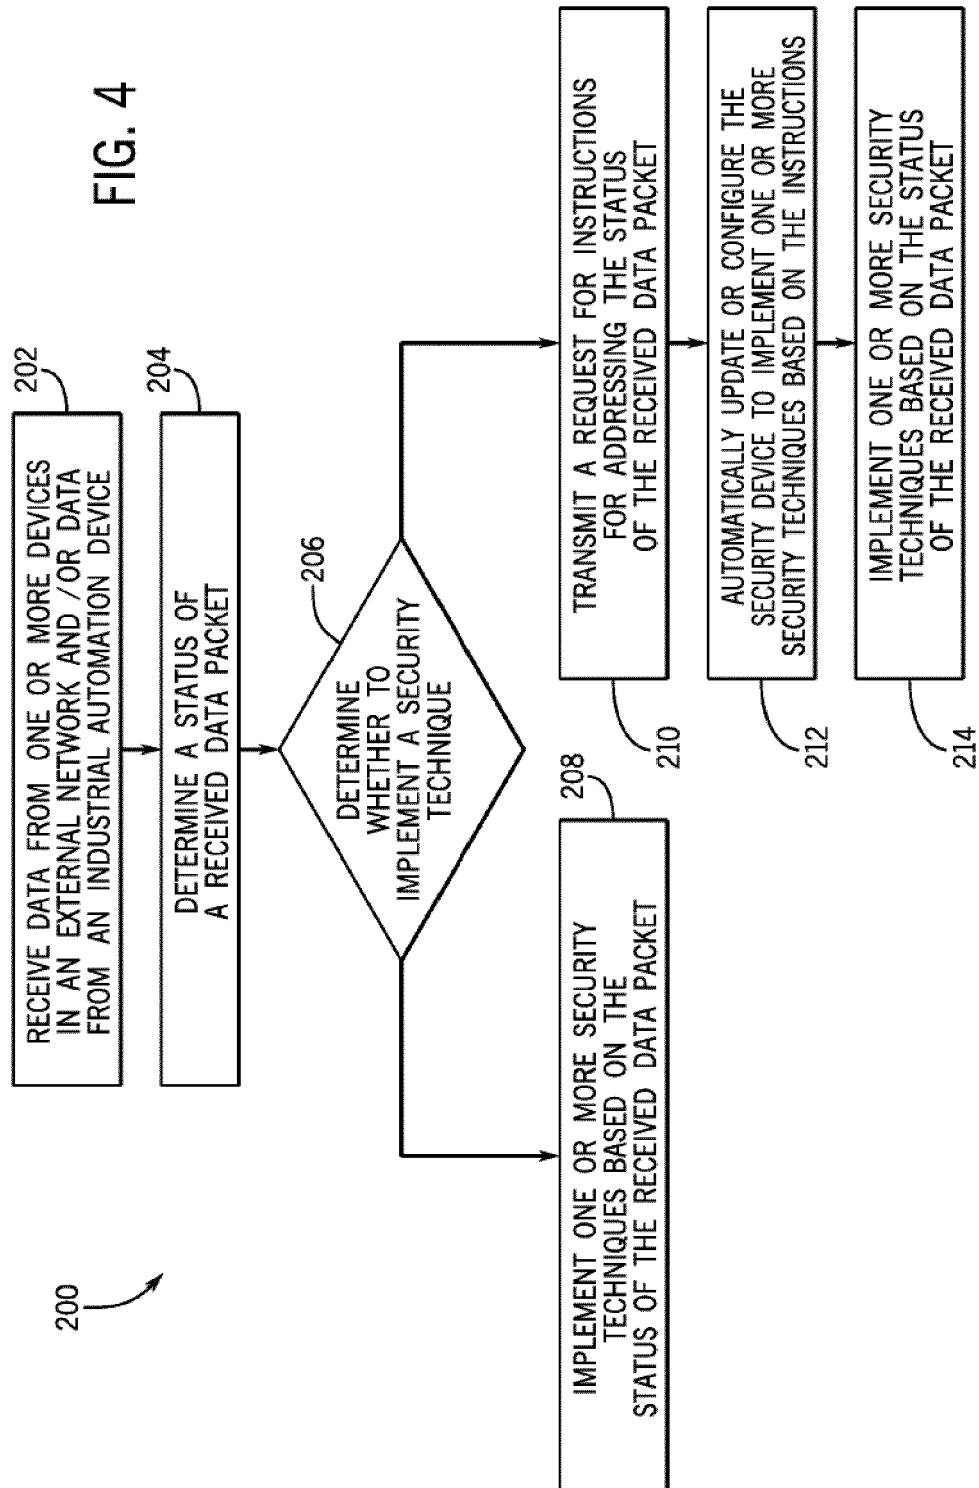 FIG. 4
200
202
RECEIVE DATA FROM ONE OR MORE DEVICES
IN AN EXTERNAL NETWORK AND /OR DATA
FROM AN INDUSTRIAL AUTOMATION DEVICE
204
DETERMINE A STATUS OF
A RECEIVED DATA PACKET
206
DETERMINE
WHETHER TO
IMPLEMENT A SECURITY
TECHNIQUE
208
IMPLEMENT ONE OR MORE SECURITY
TECHNIQUES BASED ON THE
STATUS OF THE RECEIVED DATA PACKET
210
TRANSMIT A REQUEST FOR INSTRUCTIONS
FOR ADDRESSING THE STATUS
OF THE RECEIVED DATA PACKET
212
AUTOMATICALLY UPDATE OR CONFIGURE THE
SECURITY DEVICE TO IMPLEMENT ONE OR MORE
SECURITY TECHNIQUES BASED ON THE INSTRUCTIONS
214
IMPLEMENT ONE OR MORE SECURITY
TECHNIQUES BASED ON THE STATUS
OF THE RECEIVED DATA PACKET